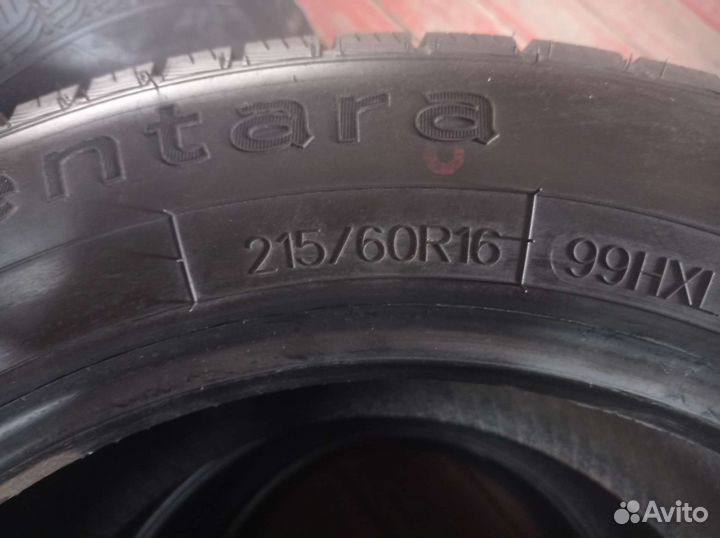 entara
215/60R16
99HXL
Avito